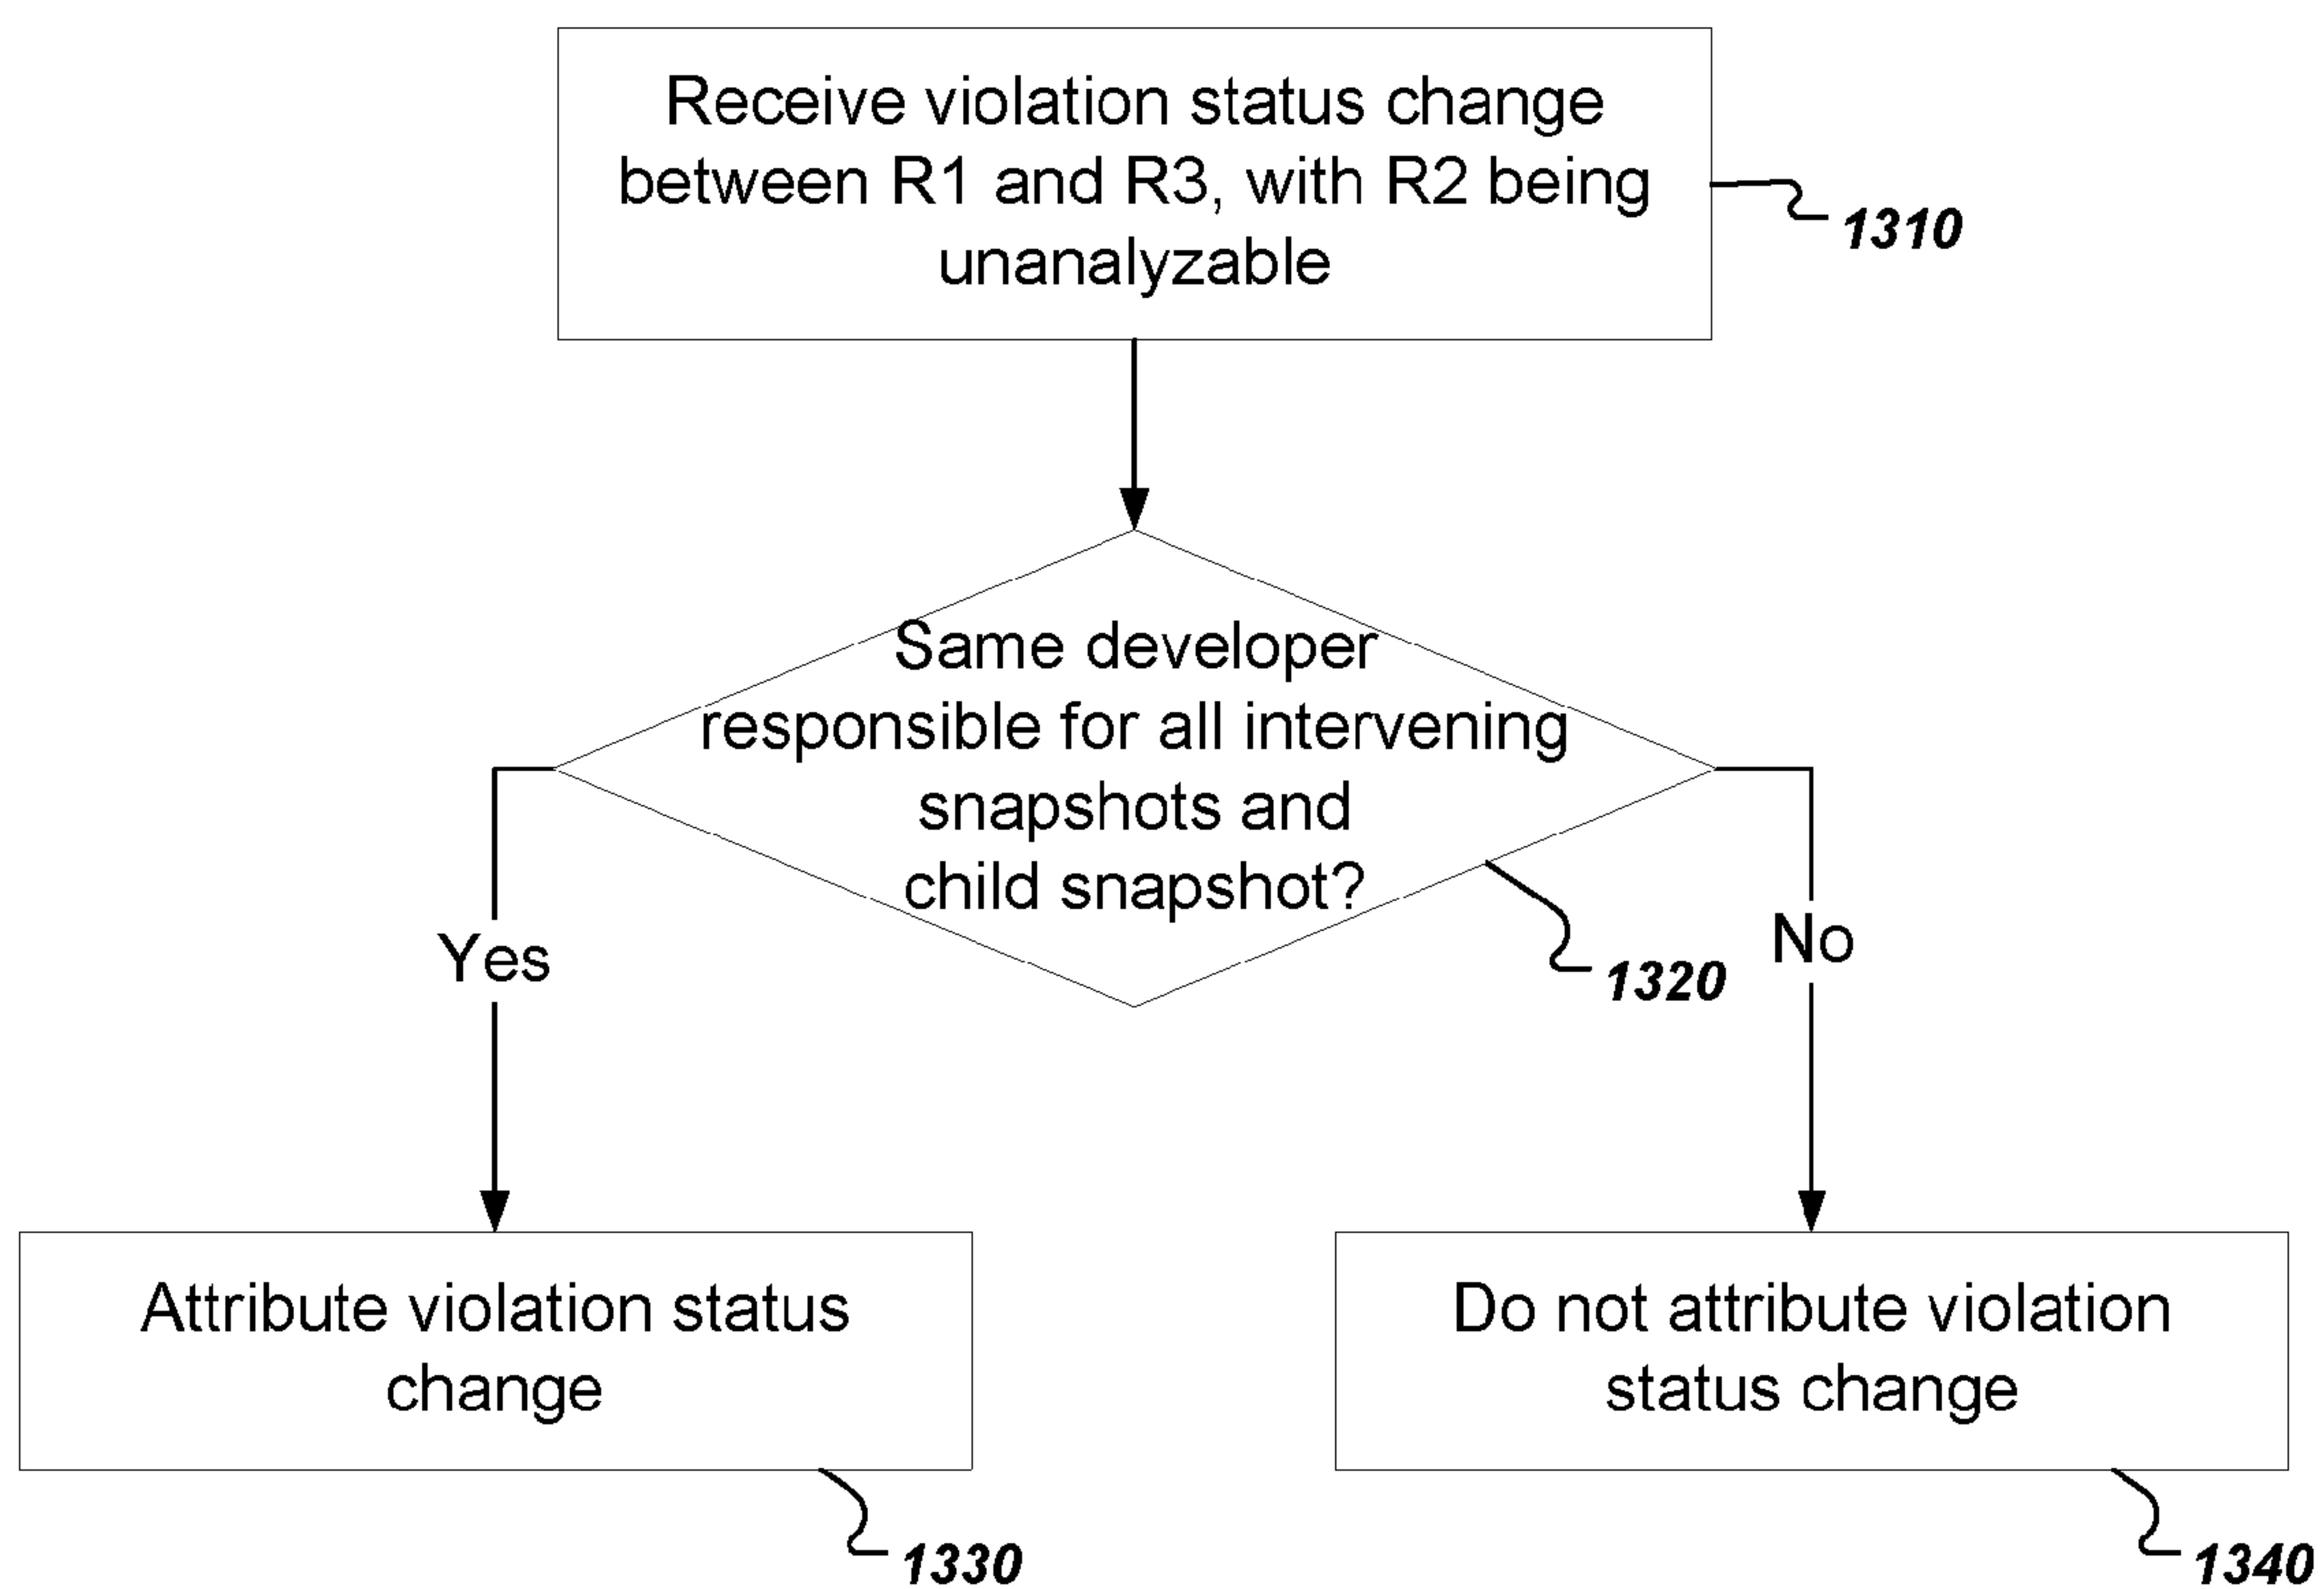 Receive violation status change
between R1 and R3, with R2 being
unanalyzable
1310
Same developer
responsible for all intervening
snapshots and
child snapshot?
1320
Yes
No
Attribute violation status
change
1330
Do not attribute violation
status change
1340